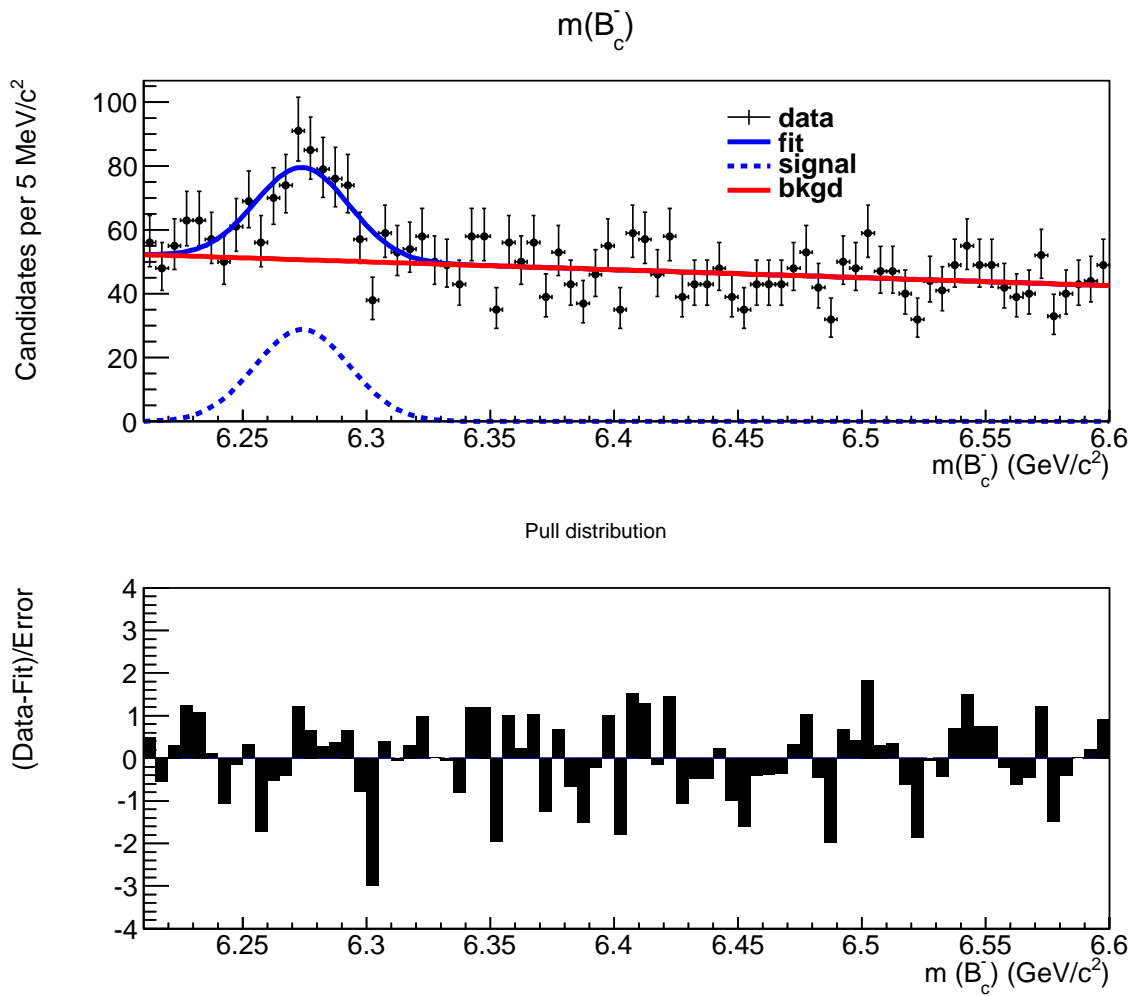 m(B_c^-)
Candidates per 5 MeV/c²
100
80
60
40
20
0
data
fit
signal
bkgd
6.25 6.3 6.35 6.4 6.45 6.5 6.55 6.6
m(B_c^-) (GeV/c²)
Pull distribution
(Data-Fit)/Error
4
3
2
1
0
-1
-2
-3
-4
6.25 6.3 6.35 6.4 6.45 6.5 6.55 6.6
m (B_c^-) (GeV/c²)